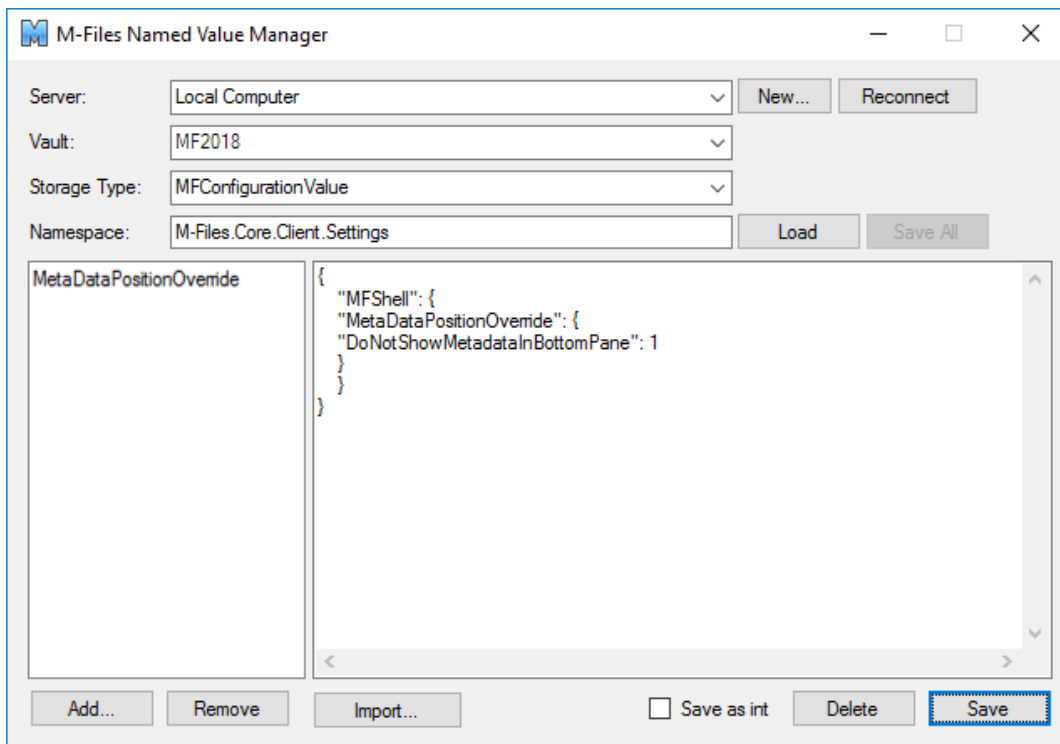 M-Files Named Value Manager
Server: Local Computer New... Reconnect
Vault: MF2018
Storage Type: MFConfigurationValue
Namespace: M-Files.Core.Client.Settings Load Save All
MetaDataPositionOverride
{
"MFShell": {
"MetaDataPositionOverride": {
"DoNotShowMetadataInBottomPane": 1
}
}
}
Add... Remove Import... Save as int Delete Save